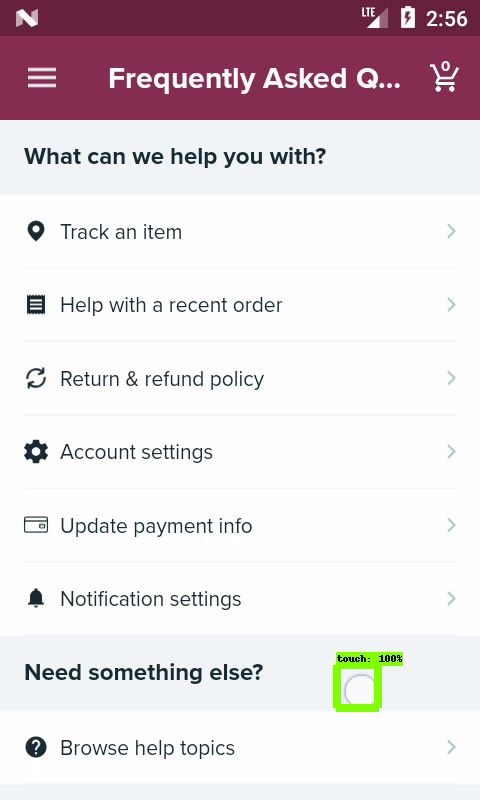 LTE 2:56
Frequently Asked Q... 0
What can we help you with?
Track an item
Help with a recent order
Return & refund policy
Account settings
Update payment info
Notification settings
touch: 100%
Need something else?
Browse help topics